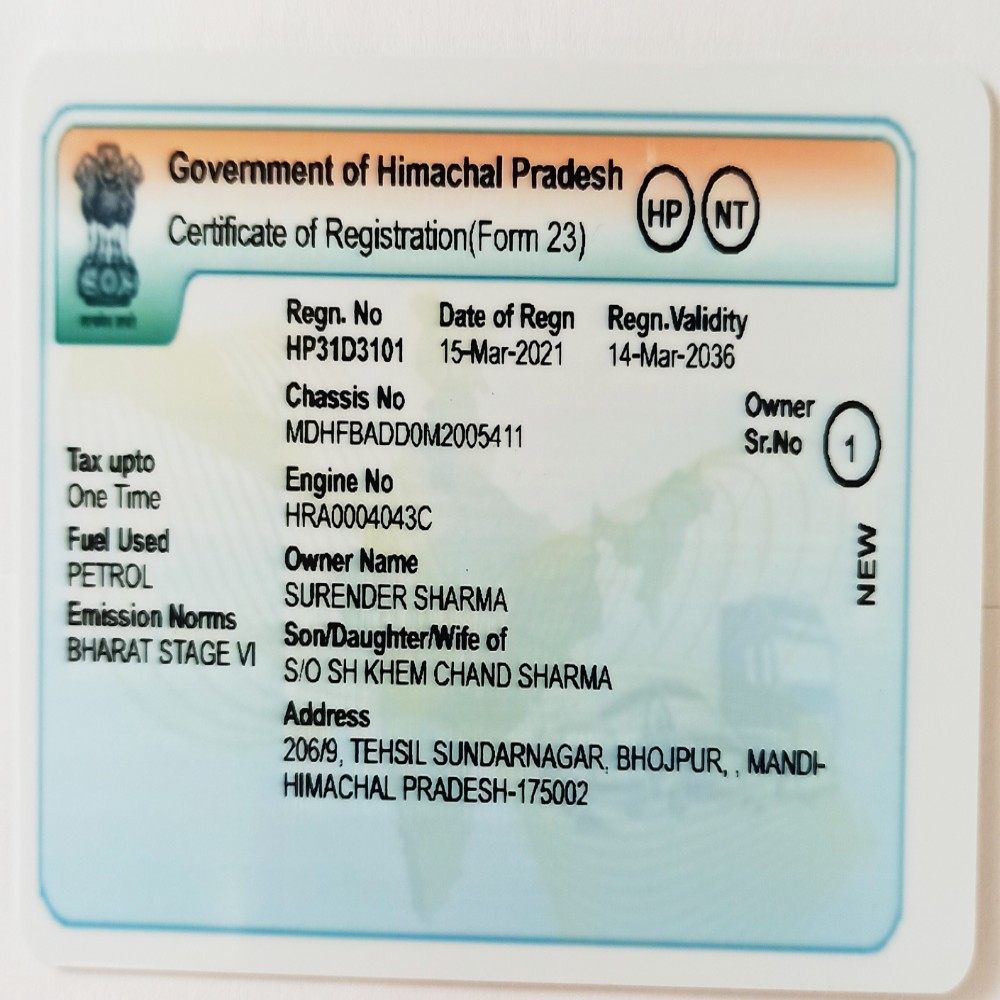 Government of Himachal Pradesh
Certificate of Registration(Form 23)
HP NT
Regn. No Date of Regn Regn.Validity
HP31D3101 15-Mar-2021 14-Mar-2036
Chassis No
MDHFBADD0M2005411
Owner
Sr.No 1
Tax upto
One Time
Engine No
HRA0004043C
Fuel Used
PETROL
Owner Name
SURENDER SHARMA
NEW
Emission Norms
BHARAT STAGE VI
Son/Daughter/Wife of
S/O SH KHEM CHAND SHARMA
Address
206/9, TEHSIL SUNDARNAGAR, BHOJPUR, , MANDI-
HIMACHAL PRADESH-175002